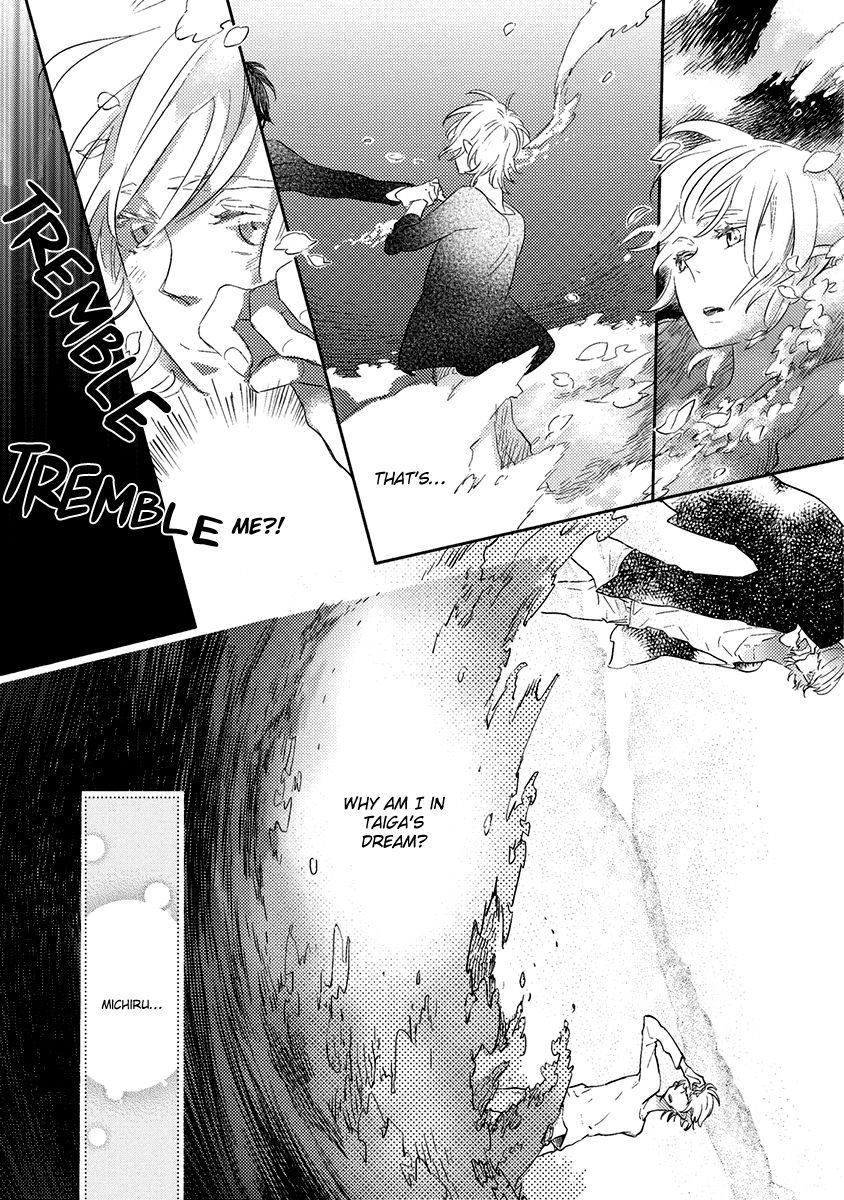 THAT'S...
ME?!
TREMBLE
TREMBLE
WHY AM I IN
TAIGA'S
DREAM?
MICHIRU...